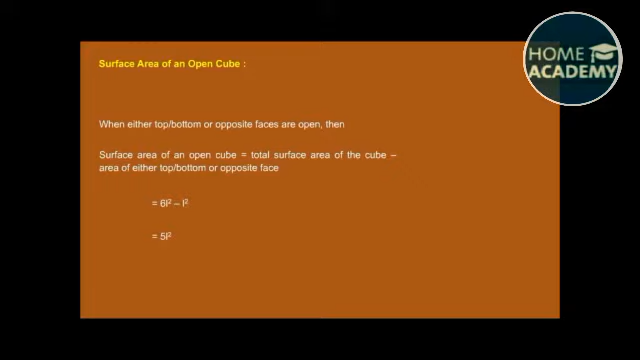 HOME
ACADEMY
Surface Area of an Open Cube :
When either top/bottom or opposite faces are open, then
Surface area of an open cube = total surface area of the cube –
area of either top/bottom or opposite face
= 6l² – l²
= 5l²